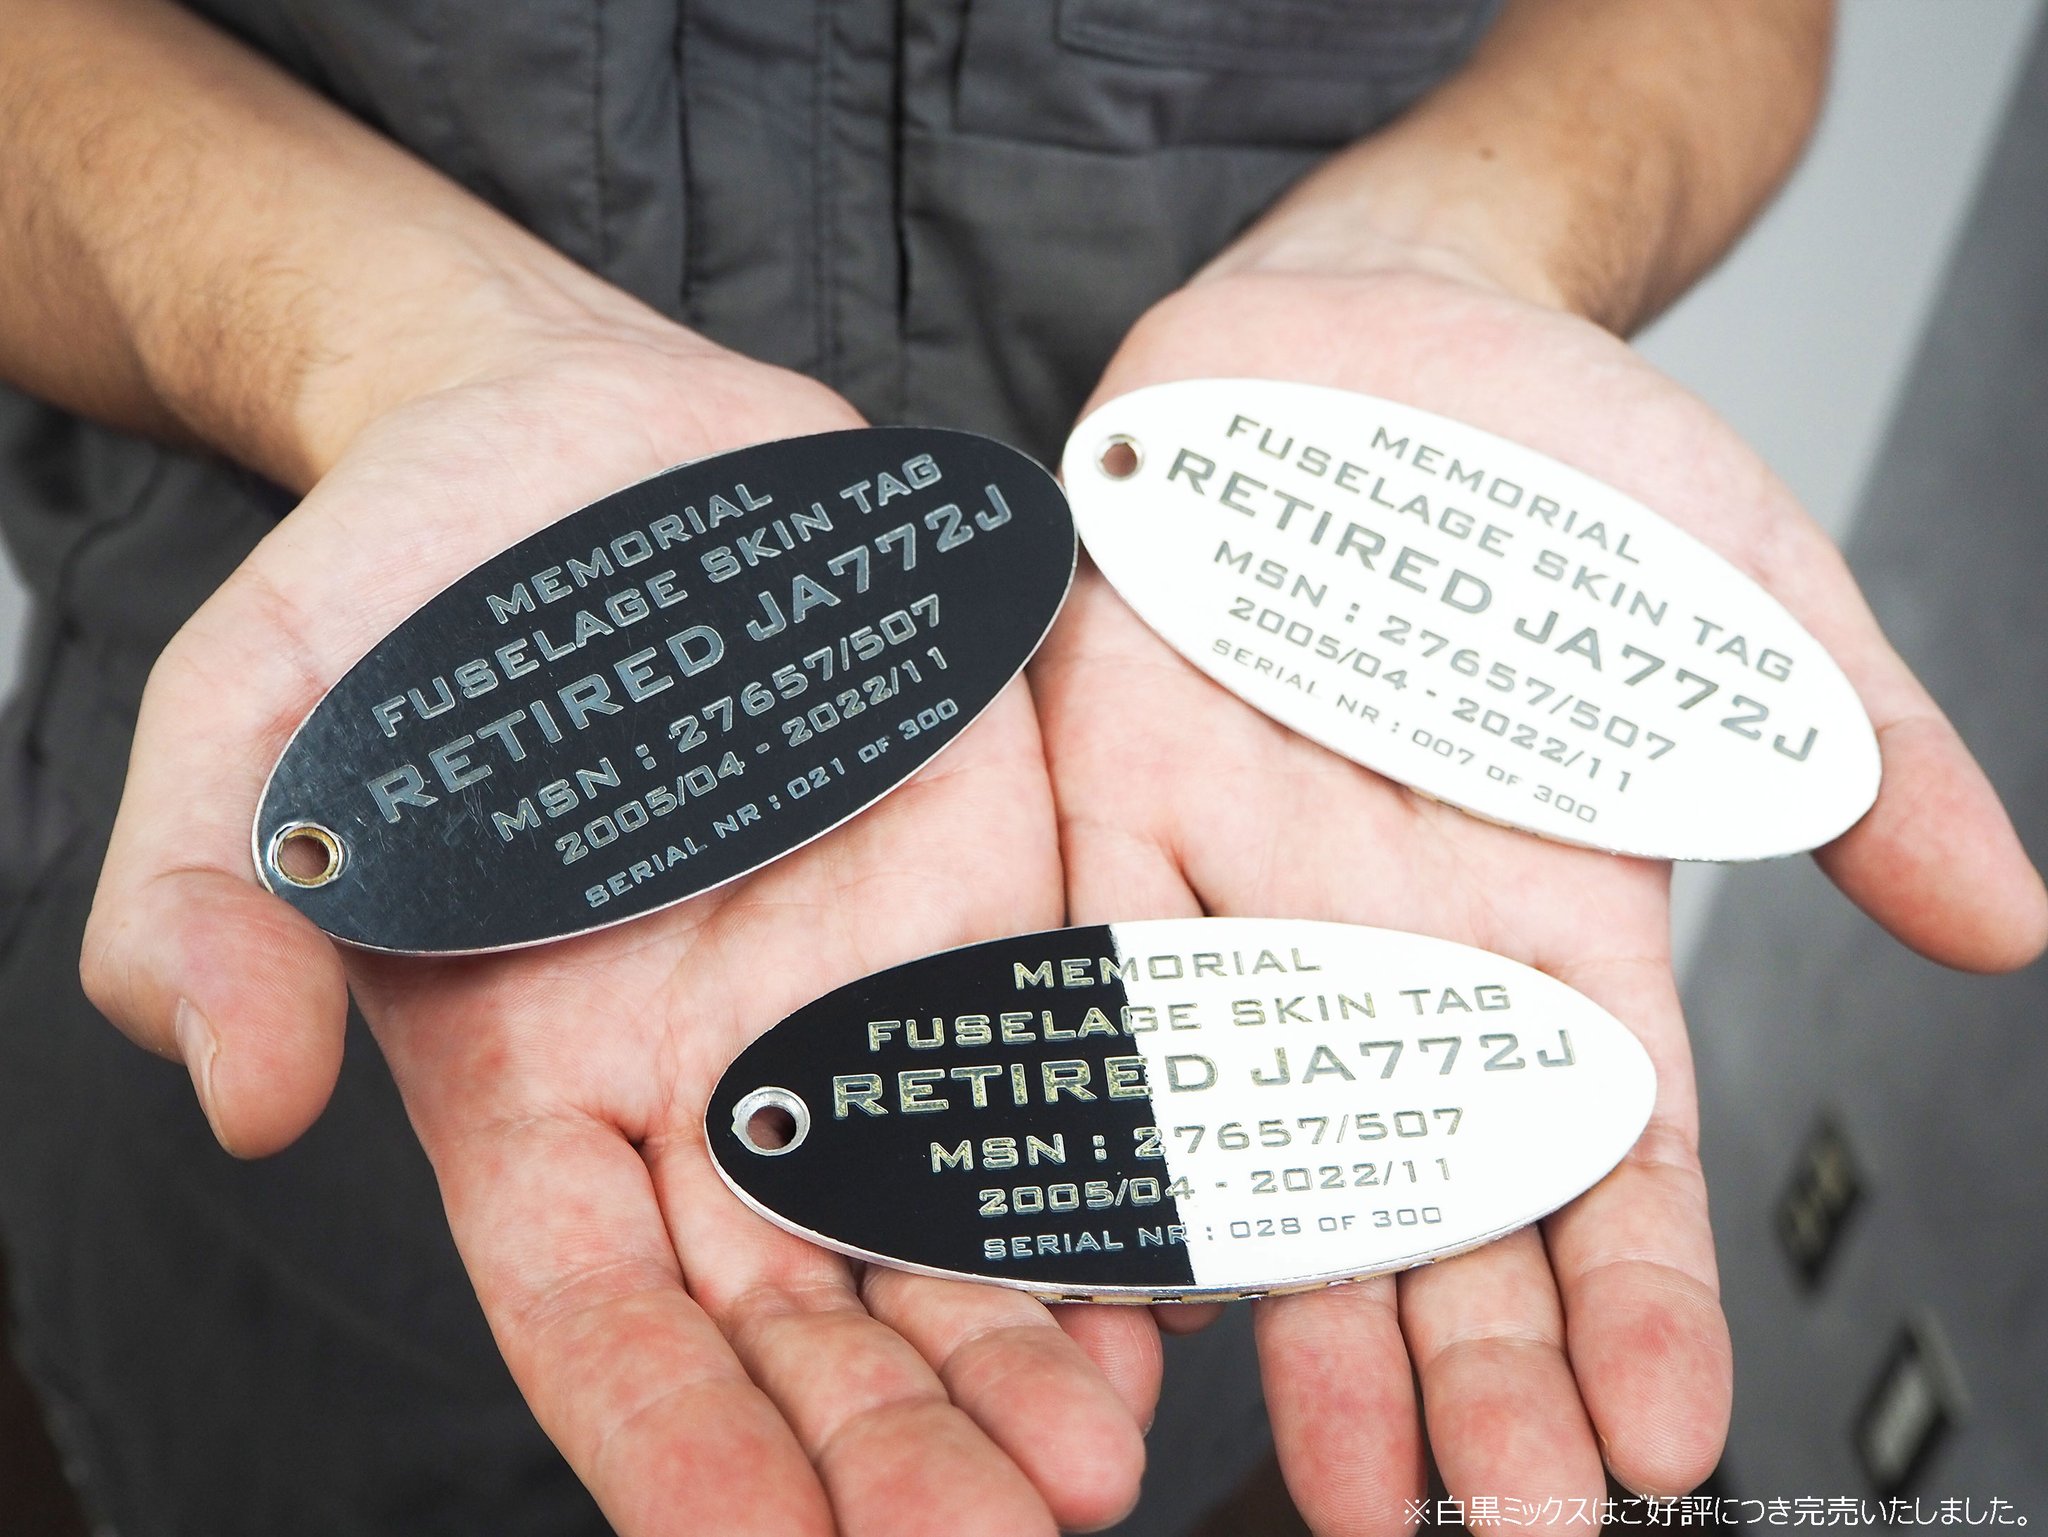 MEMORIAL
FUSELAGE SKIN TAG
RETIRED JA772J
MSN : 27657/507
2005/04 - 2022/11
SERIAL NR : 021 OF 300
MEMORIAL
FUSELAGE SKIN TAG
RETIRED JA772J
MSN : 27657/507
2005/04 - 2022/11
SERIAL NR : 007 OF 300
MEMORIAL
FUSELAGE SKIN TAG
RETIRED JA772J
MSN : 27657/507
2005/04 - 2022/11
SERIAL NR : 028 OF 300
※白黒ミックスはご好評につき完売いたしました。